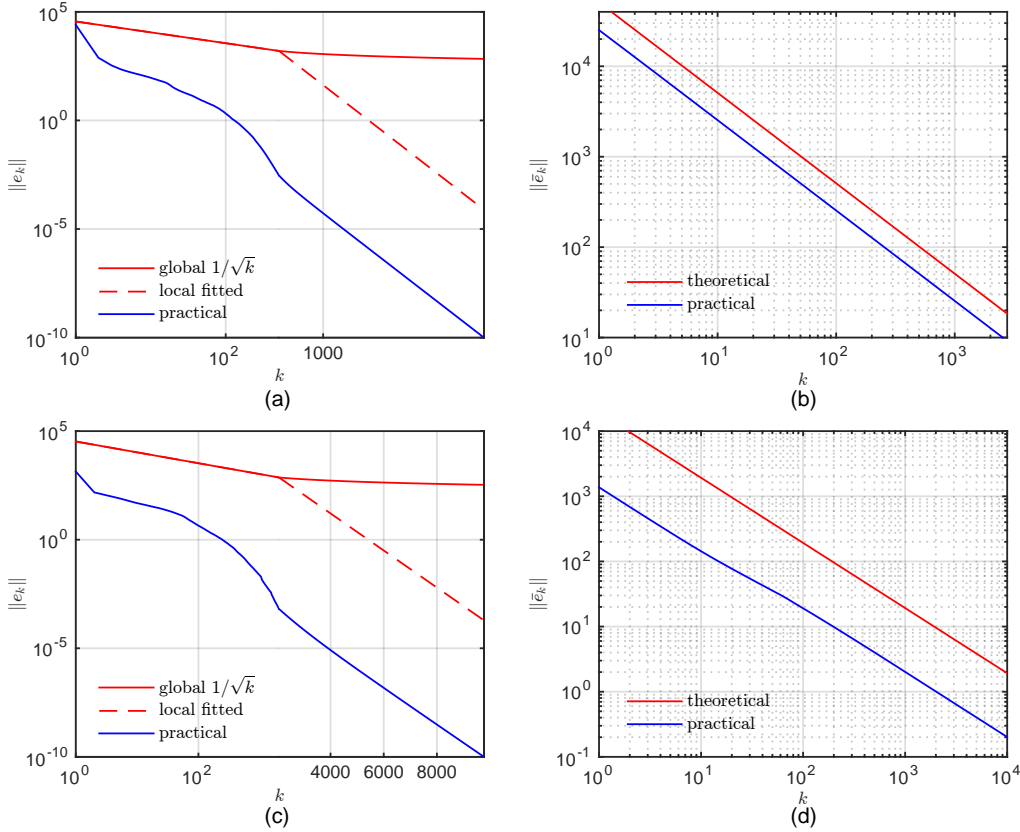 10^5
10^0
10^-5
10^-10
‖e_k‖
global 1/√k
local fitted
practical
10^0
10^2
1000
k
(a)
10^4
10^3
10^2
10^1
‖ē_k‖
theoretical
practical
10^0
10^1
10^2
10^3
k
(b)
10^5
10^0
10^-5
10^-10
‖e_k‖
global 1/√k
local fitted
practical
10^0
10^2
4000
6000
8000
k
(c)
10^4
10^3
10^2
10^1
10^0
10^-1
‖ē_k‖
theoretical
practical
10^0
10^1
10^2
10^3
10^4
k
(d)